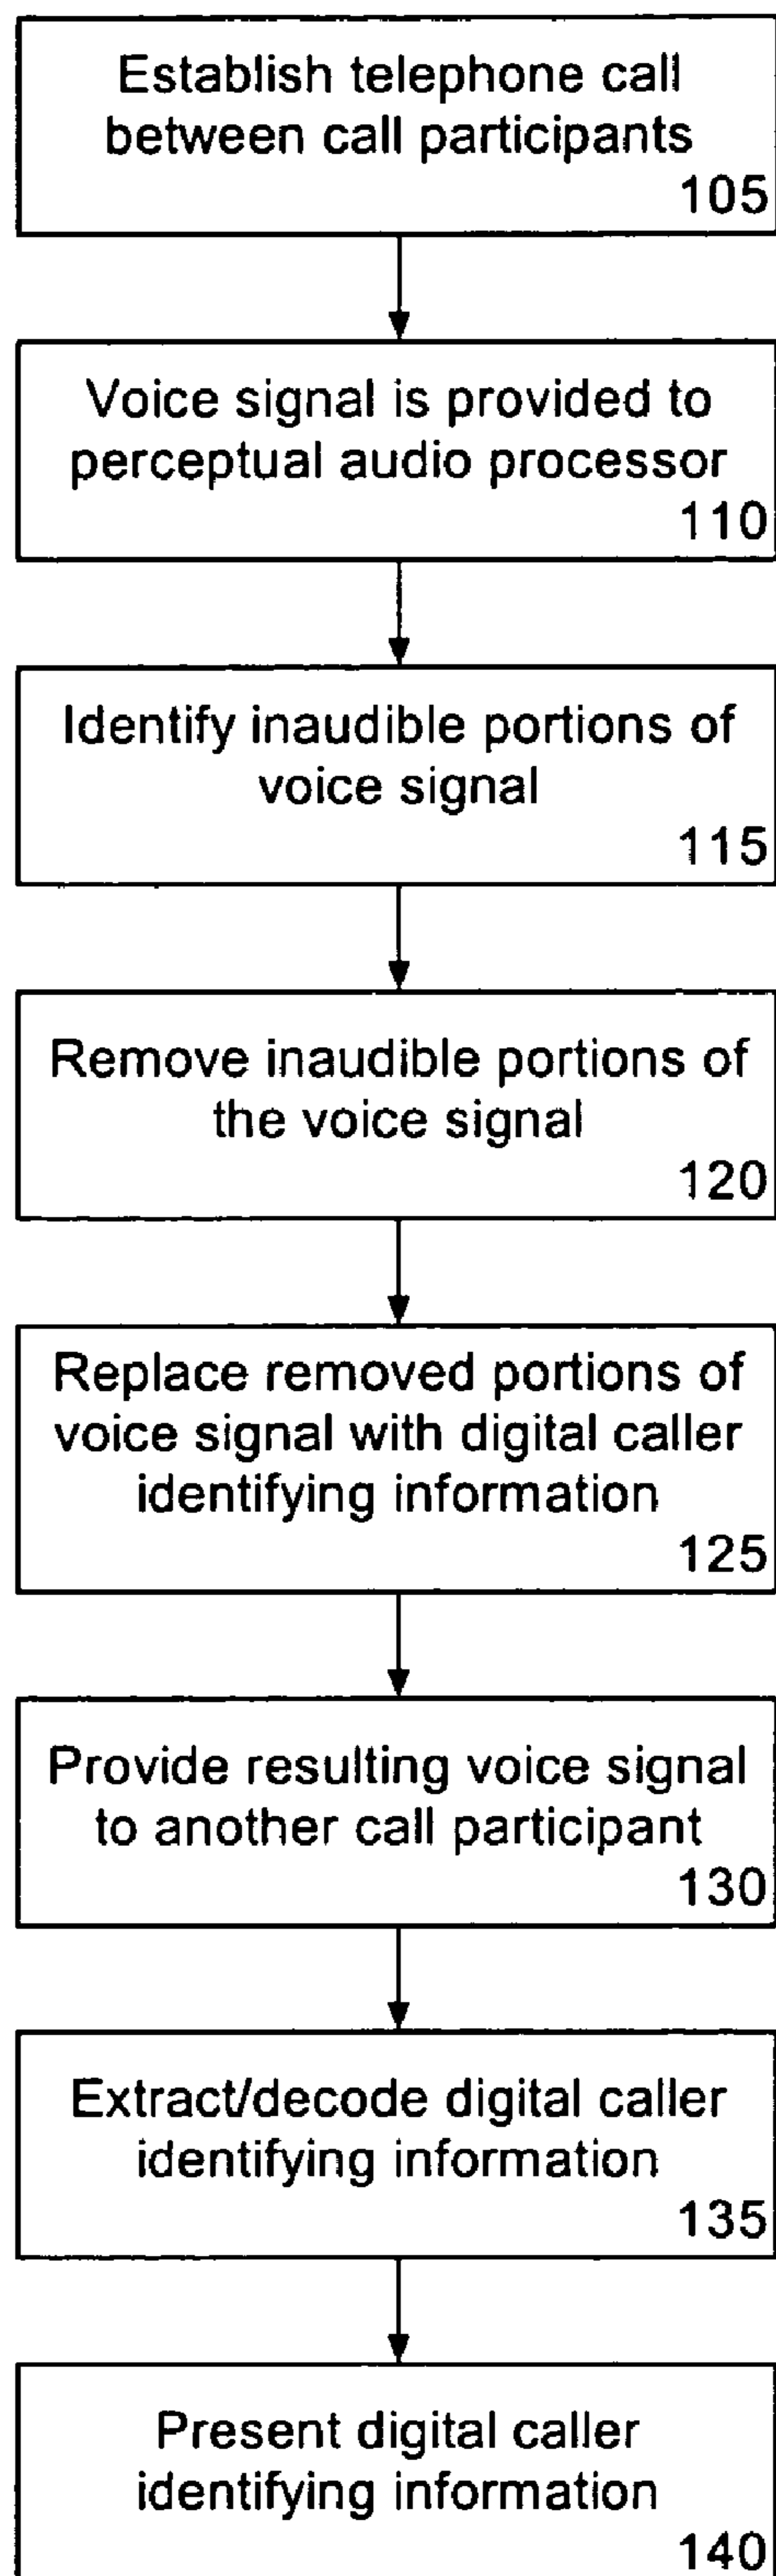 Establish telephone call
between call participants
105
Voice signal is provided to
perceptual audio processor
110
Identify inaudible portions of
voice signal
115
Remove inaudible portions of
the voice signal
120
Replace removed portions of
voice signal with digital caller
identifying information
125
Provide resulting voice signal
to another call participant
130
Extract/decode digital caller
identifying information
135
Present digital caller
identifying information
140